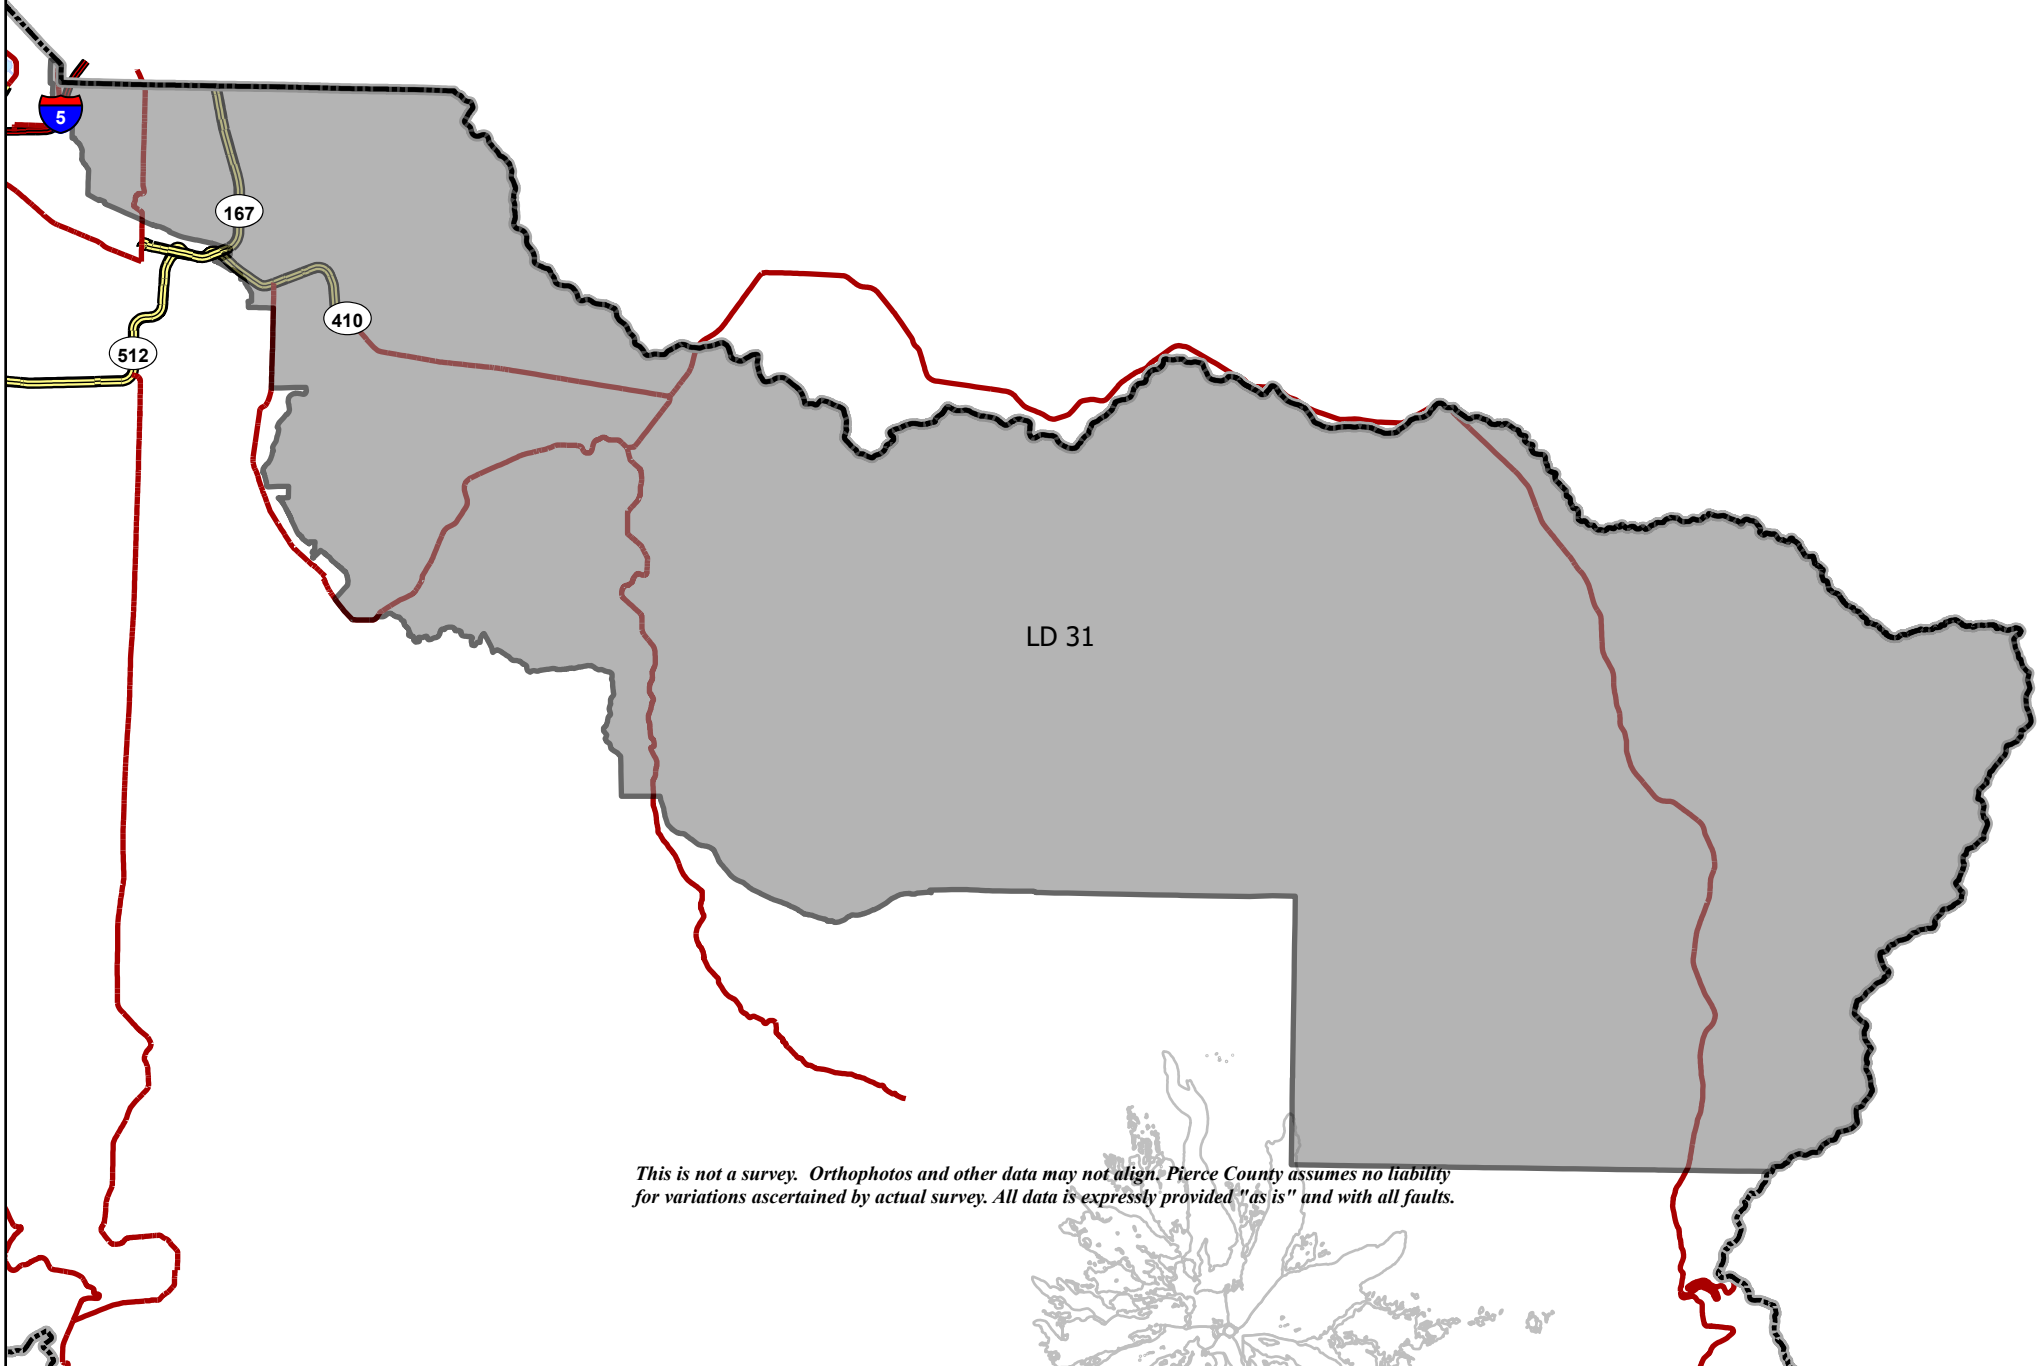 5
167
410
512
LD 31
This is not a survey. Orthophotos and other data may not align. Pierce County assumes no liability
for variations ascertained by actual survey. All data is expressly provided "as is" and with all faults.